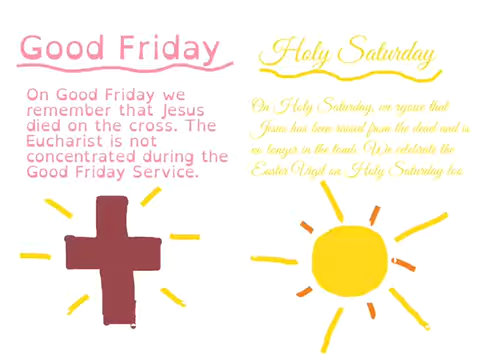 Good Friday
On Good Friday we
remember that Jesus
died on the cross. The
Eucharist is not
concentrated during the
Good Friday Service.
Holy Saturday
On Holy Saturday, we rejoice that
Jesus has been raised from the dead and is
no longer in the tomb. We celebrate the
Easter Vigil on Holy Saturday too